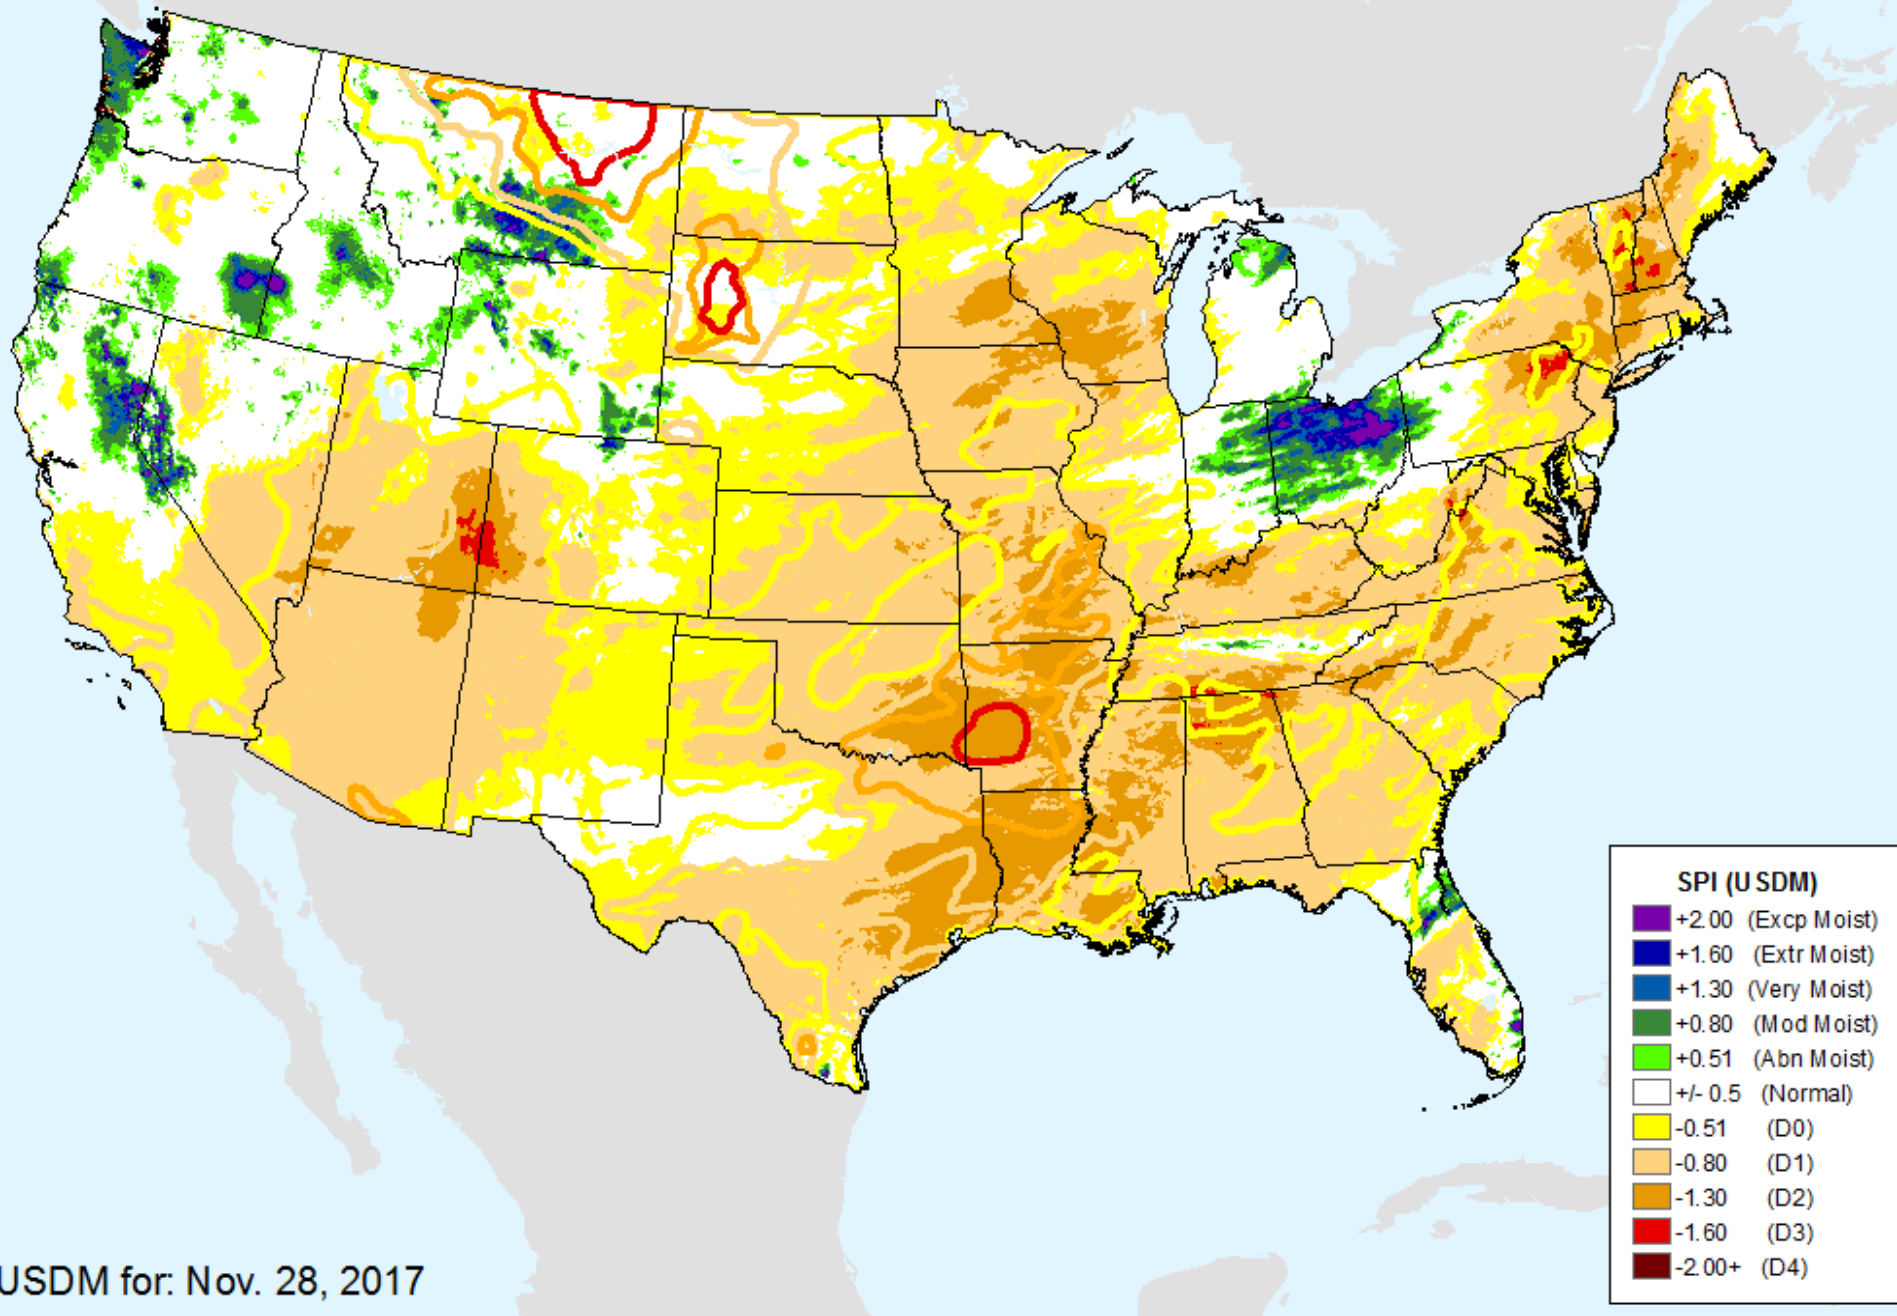 SPI (USDM)
+2.00 (Excp Moist)
+1.60 (Extr Moist)
+1.30 (Very Moist)
+0.80 (Mod Moist)
+0.51 (Abn Moist)
+/- 0.5 (Normal)
-0.51 (D0)
-0.80 (D1)
-1.30 (D2)
-1.60 (D3)
-2.00+ (D4)
USDM for: Nov. 28, 2017